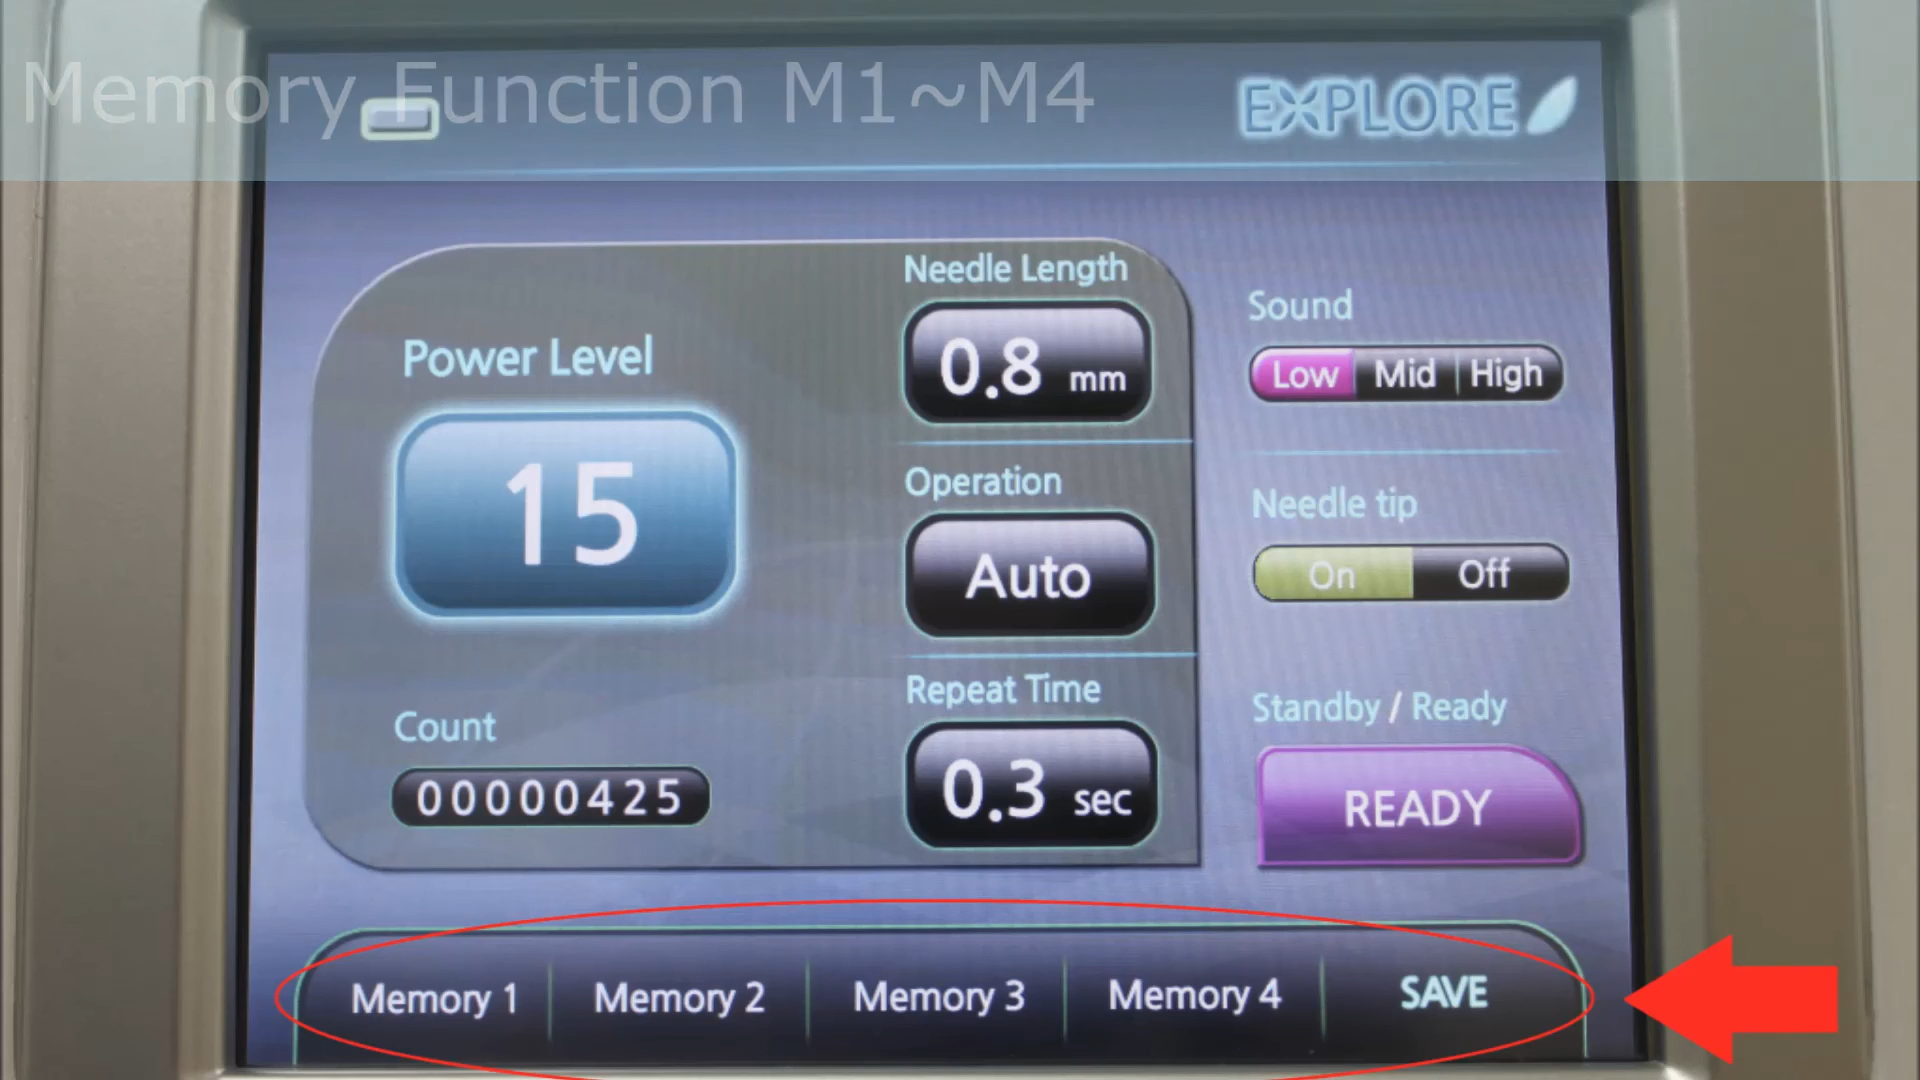 Memory Function M1~M4
EXPLORE
Needle Length
0.8 mm
Power Level
15
Operation
Auto
Repeat Time
0.3 sec
Count
00000425
Sound
Low Mid High
Needle tip
On Off
Standby / Ready
READY
Memory 1 Memory 2 Memory 3 Memory 4 SAVE